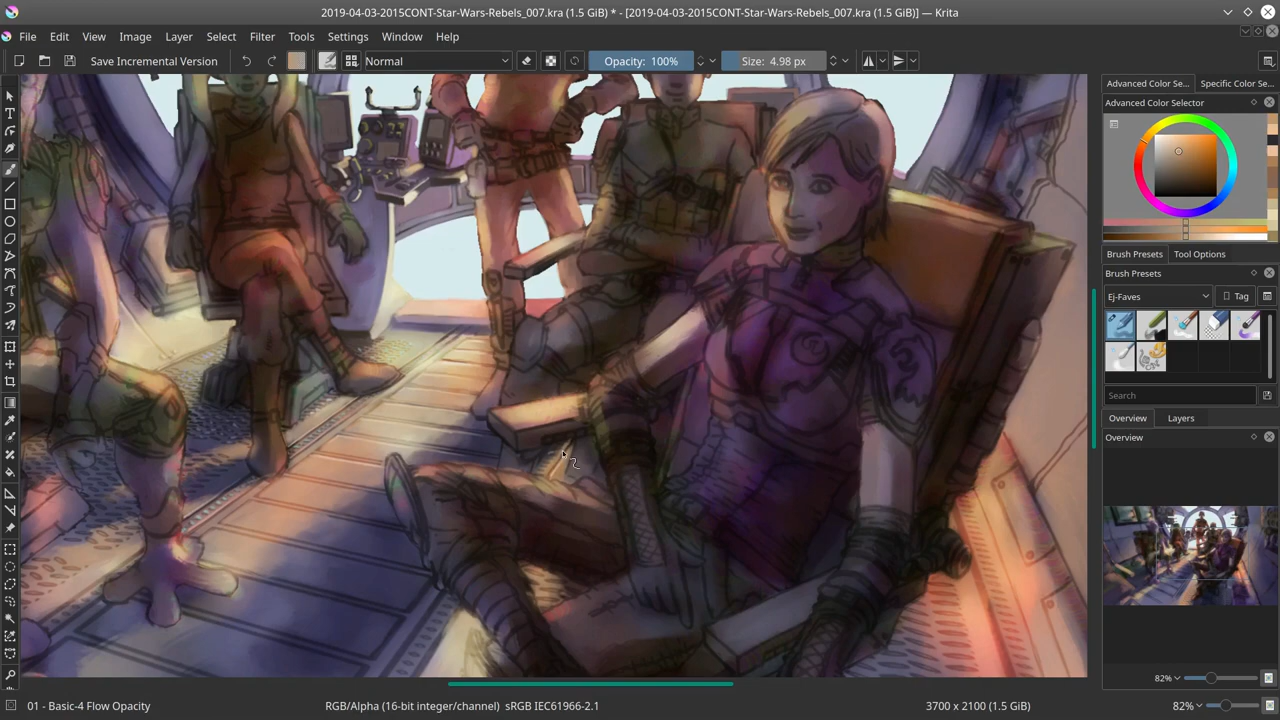 2019-04-03-2015CONT-Star-Wars-Rebels_007.kra (1.5 GiB) * - [2019-04-03-2015CONT-Star-Wars-Rebels_007.kra (1.5 GiB)] — Krita
File Edit View Image Layer Select Filter Tools Settings Window Help
Save Incremental Version Normal Opacity: 100% Size: 4.98 px
Advanced Color Se... Specific Color Se...
Advanced Color Selector
Brush Presets Tool Options
Brush Presets
Ej-Faves Tag
Search
Overview Layers
Overview
82%
01 - Basic-4 Flow Opacity RGB/Alpha (16-bit integer/channel) sRGB IEC61966-2.1 3700 x 2100 (1.5 GiB) 82%